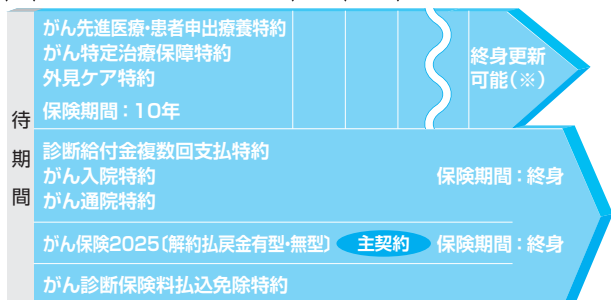 がん先進医療・患者申出療養特約
がん特定治療保障特約
外見ケア特約
保険期間：10年
終身更新
可能（※）
待期間
診断給付金複数回支払特約
がん入院特約
がん通院特約
保険期間：終身
がん保険2025〔解約払戻金有型・無型〕 主契約 保険期間：終身
がん診断保険料払込免除特約